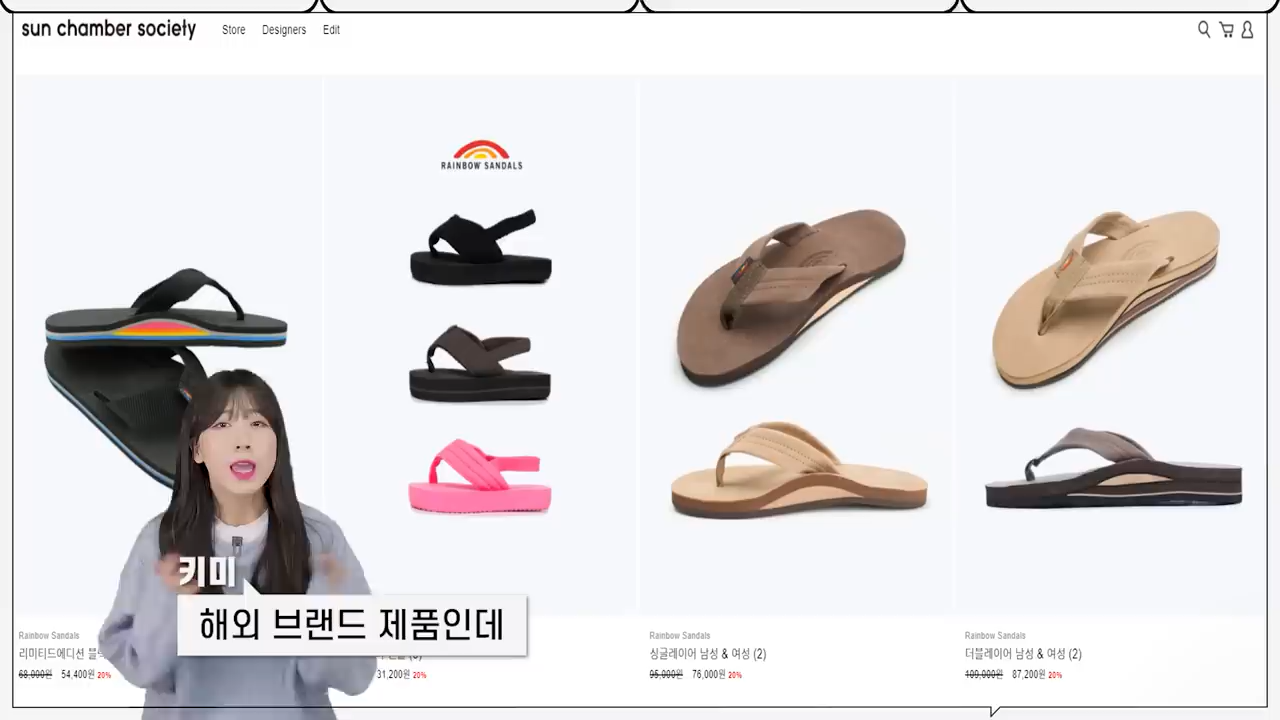 sun chamber society
Store
Designers
Edit
RAINBOW SANDALS
키미
해외 브랜드 제품인데
Rainbow Sandals
리미티드에디션
68,000원 54,400원 20%
31,200원 20%
Rainbow Sandals
싱글레이어 남성 & 여성 (2)
95,000원 76,000원 20%
Rainbow Sandals
더블레이어 남성 & 여성 (2)
109,000원 87,200원 20%